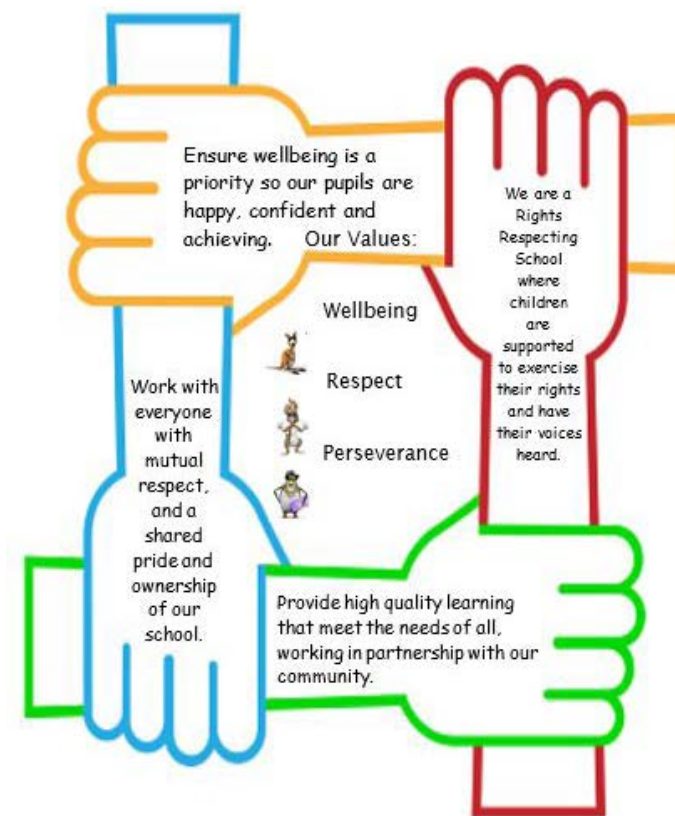 Ensure wellbeing is a
priority so our pupils are
happy, confident and
achieving.
Our Values:
Wellbeing
Respect
Perseverance
We are a
Rights
Respecting
School
where
children
are
supported
to exercise
their rights
and have
their voices
heard.
Work with
everyone
with
mutual
respect,
and a
shared
pride and
ownership
of our
school.
Provide high quality learning
that meet the needs of all,
working in partnership with our
community.